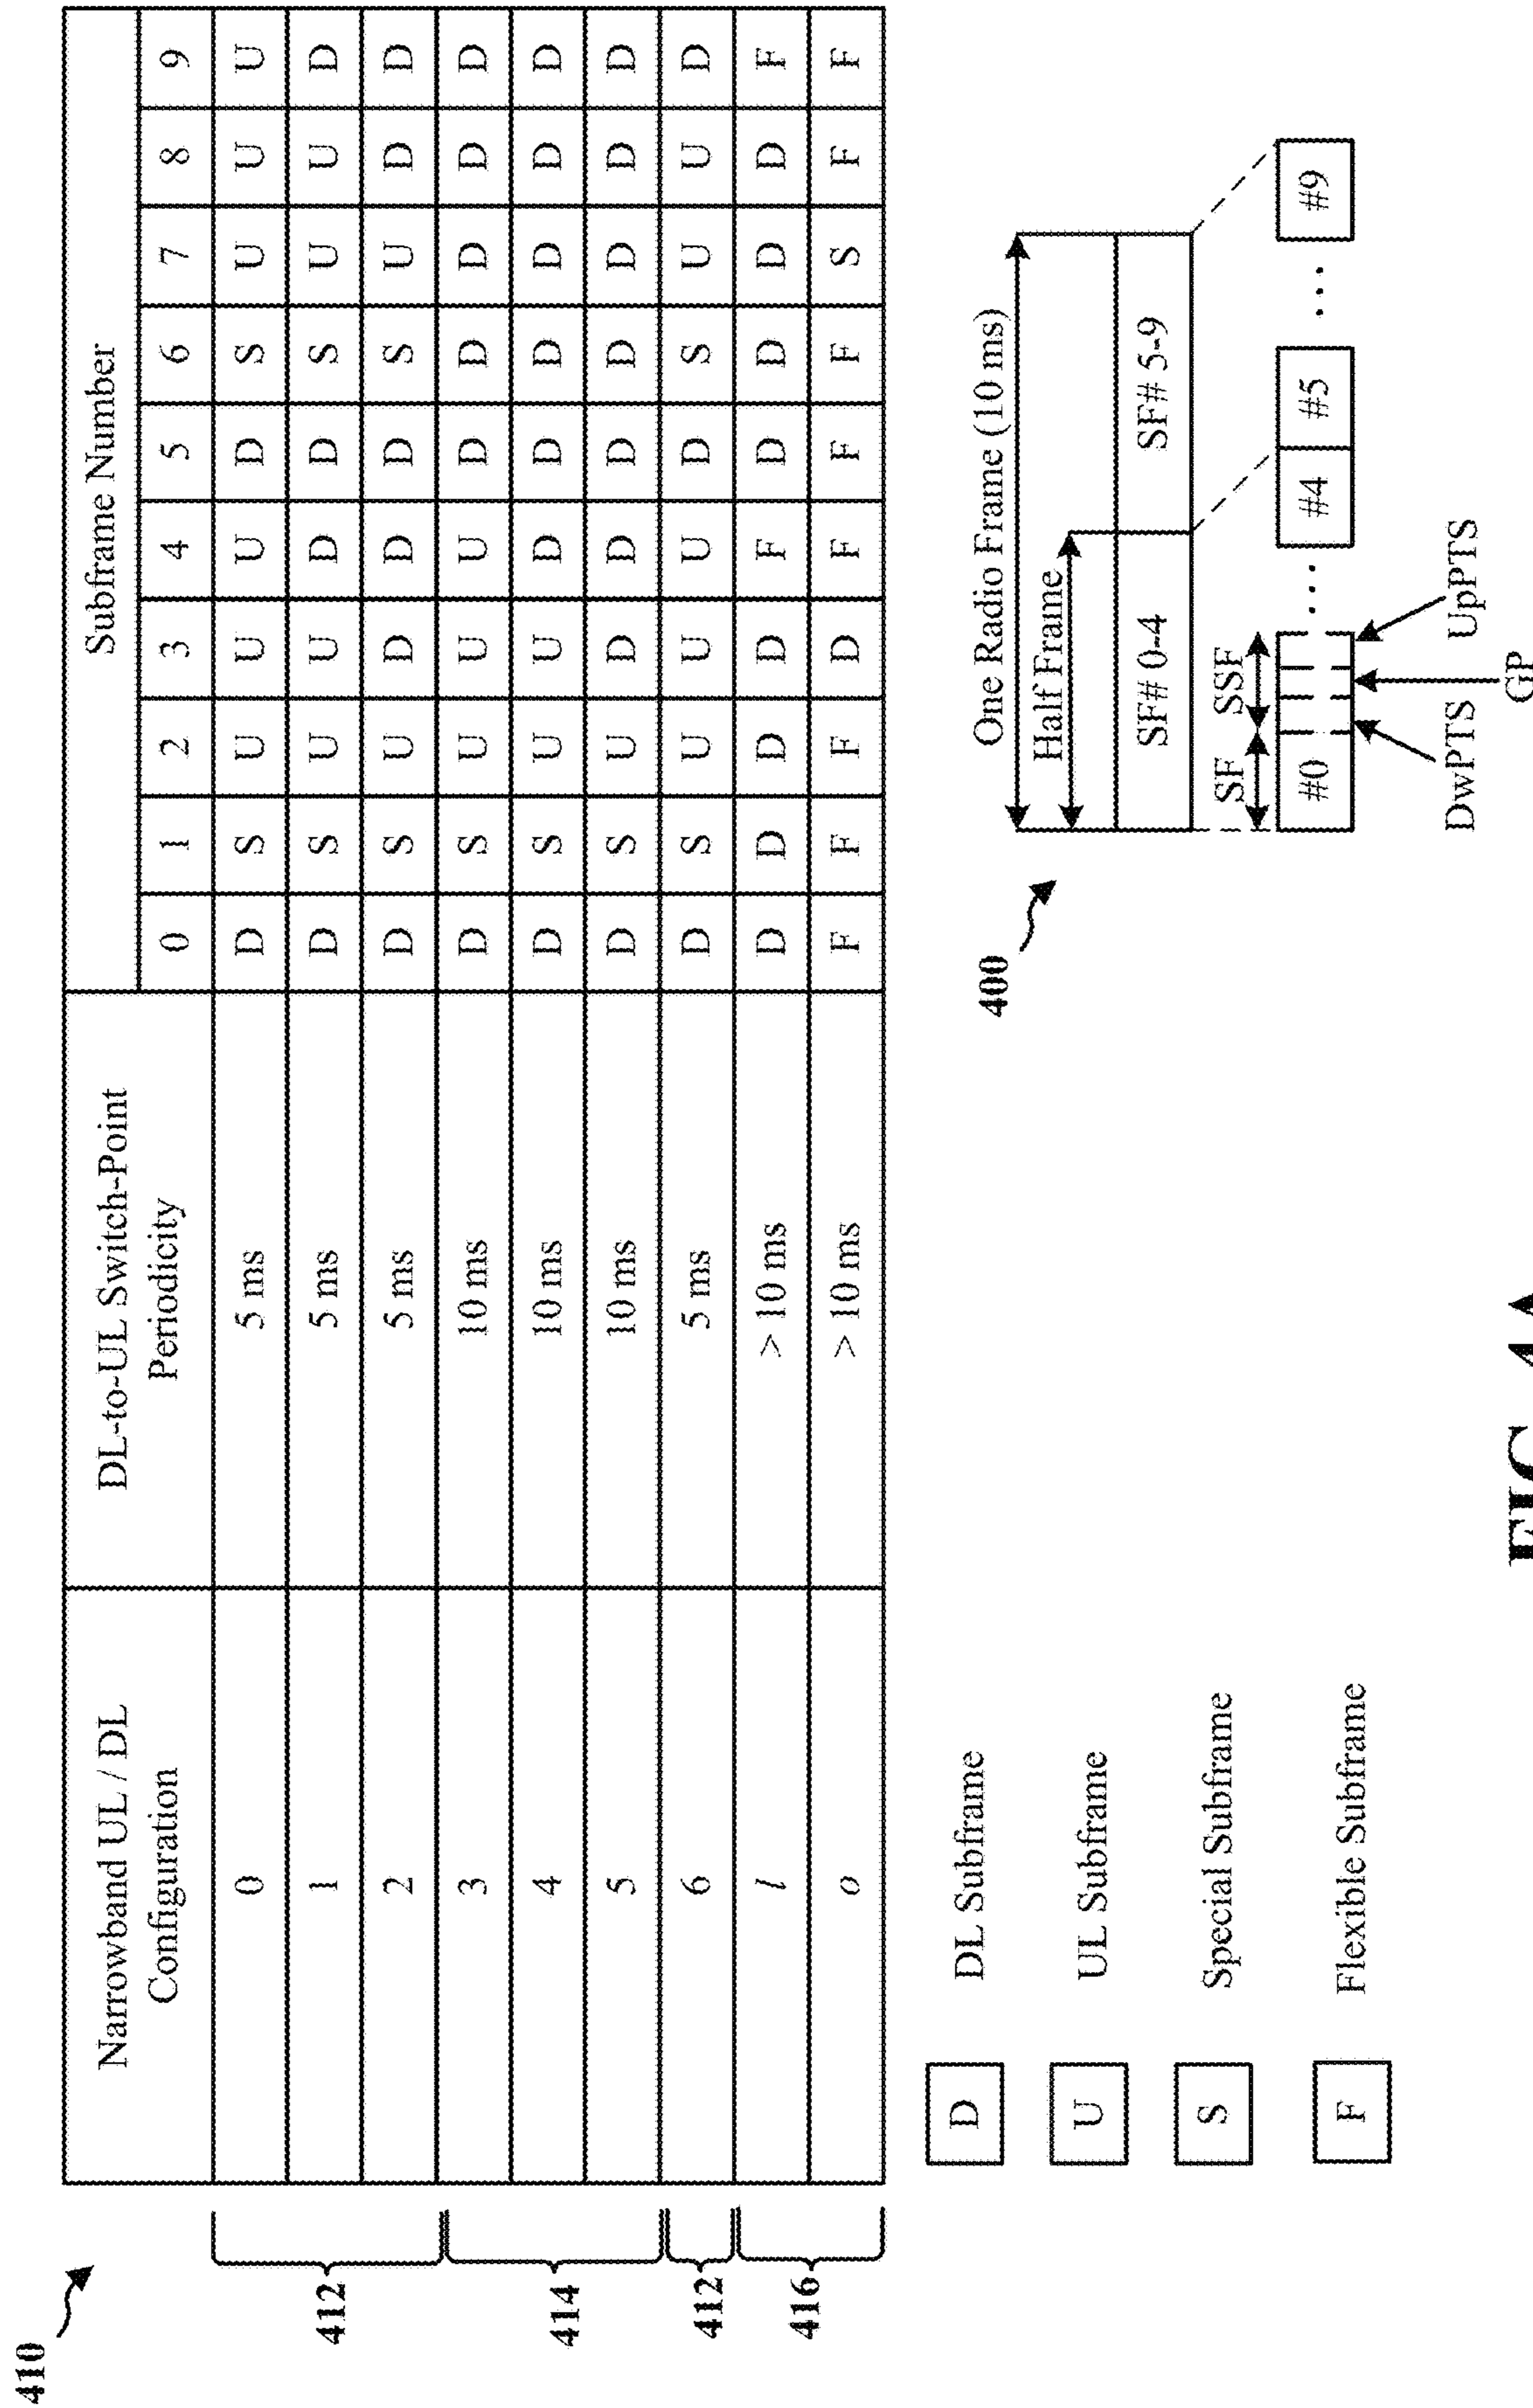 410
Narrowband UL / DL Configuration | DL-to-UL Switch-Point Periodicity | Subframe Number
0 1 2 3 4 5 6 7 8 9
0 5 ms D S U U U D S U U U
1 5 ms D S U U D D S U U D
2 5 ms D S U D D D S U D D
3 10 ms D S U U U D D D D D
4 10 ms D S U U D D D D D D
5 10 ms D S U D D D D D D D
6 5 ms D S U U U D S U U D
l > 10 ms D D D D F D D D D F
o > 10 ms F F F D F F F S F F
412
414
412
416
D DL Subframe
U UL Subframe
S Special Subframe
F Flexible Subframe
400
One Radio Frame (10 ms)
Half Frame
SF# 0-4 SF# 5-9
SF SSF
#0 ... #4 #5 ... #9
DwPTS UpPTS
GP